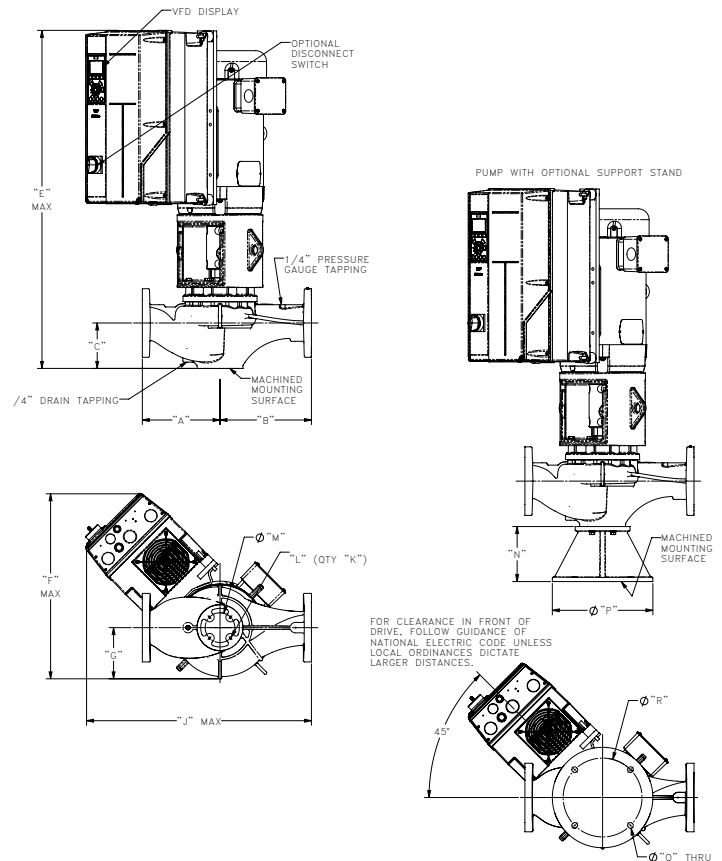 VFD DISPLAY
OPTIONAL
DISCONNECT
SWITCH
"E"
MAX
1/4" PRESSURE
GAUGE TAPPING
"C"
/4" DRAIN TAPPING
MACHINED
MOUNTING
SURFACE
"A"
"B"
PUMP WITH OPTIONAL SUPPORT STAND
"N"
MACHINED
MOUNTING
SURFACE
Ø"P"
"F"
MAX
Ø"M"
"L" (QTY "K")
"G"
"J" MAX
FOR CLEARANCE IN FRONT OF
DRIVE, FOLLOW GUIDANCE OF
NATIONAL ELECTRIC CODE UNLESS
LOCAL ORDINANCES DICTATE
LARGER DISTANCES.
45°
Ø"R"
Ø"Q" THRU